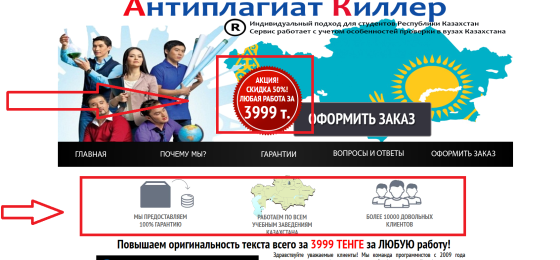 Антиплагиат Киллер
® Индивидуальный подход для студентов Республики Казахстан
Сервис работает с учетом особенностей проверки в вузах Казахстана
АКЦИЯ!
СКИДКА 50%!
ЛЮБАЯ РАБОТА ЗА
3999 т.
ОФОРМИТЬ ЗАКАЗ
ГЛАВНАЯ ПОЧЕМУ МЫ? ГАРАНТИИ ВОПРОСЫ И ОТВЕТЫ ОФОРМИТЬ ЗАКАЗ
МЫ ПРЕДОСТАВЛЯЕМ
100% ГАРАНТИЮ
РАБОТАЕМ ПО ВСЕМ
УЧЕБНЫМ ЗАВЕДЕНИЯМ
КАЗАХСТАНА
БОЛЕЕ 10000 ДОВОЛЬНЫХ
КЛИЕНТОВ
Повышаем оригинальность текста всего за 3999 ТЕНГЕ за ЛЮБУЮ работу!
Здравствуйте уважаемые клиенты! Мы команда программистов с 2009 года